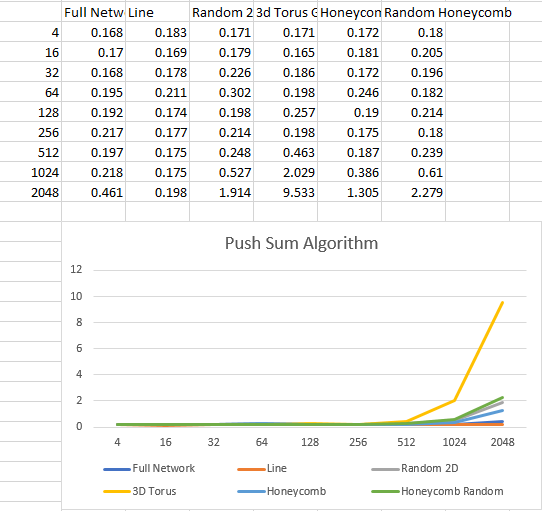 Full Netw Line Random 2 3d Torus G Honeycon Random Honeycomb
4 0.168 0.183 0.171 0.171 0.172 0.18
16 0.17 0.169 0.179 0.165 0.181 0.205
32 0.168 0.178 0.226 0.186 0.172 0.196
64 0.195 0.211 0.302 0.198 0.246 0.182
128 0.192 0.174 0.198 0.257 0.19 0.214
256 0.217 0.177 0.214 0.198 0.175 0.18
512 0.197 0.175 0.248 0.463 0.187 0.239
1024 0.218 0.175 0.527 2.029 0.386 0.61
2048 0.461 0.198 1.914 9.533 1.305 2.279
Push Sum Algorithm
12
10
8
6
4
2
0
4 16 32 64 128 256 512 1024 2048
Full Network Line Random 2D
3D Torus Honeycomb Honeycomb Random